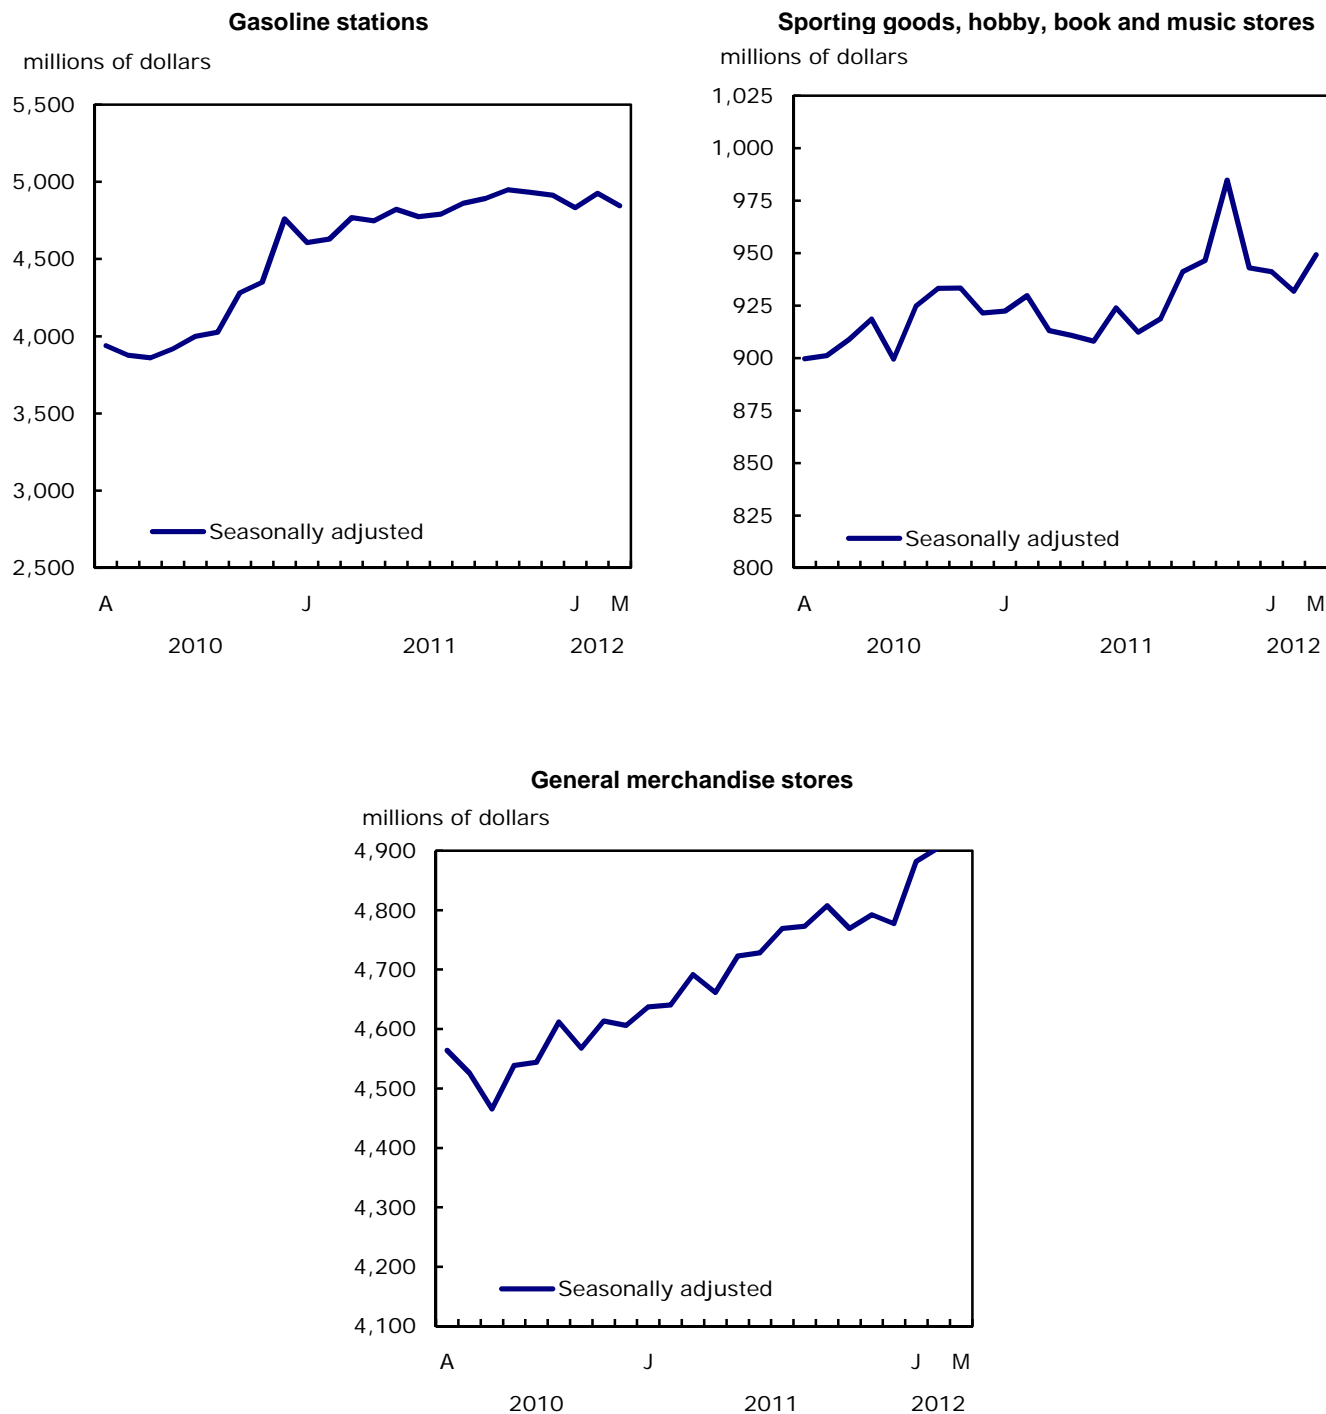 Gasoline stations
millions of dollars
5,500
5,000
4,500
4,000
3,500
3,000
2,500
Seasonally adjusted
A J J M
2010 2011 2012
Sporting goods, hobby, book and music stores
millions of dollars
1,025
1,000
975
950
925
900
875
850
825
800
Seasonally adjusted
A J J M
2010 2011 2012
General merchandise stores
millions of dollars
4,900
4,800
4,700
4,600
4,500
4,400
4,300
4,200
4,100
Seasonally adjusted
A J J M
2010 2011 2012